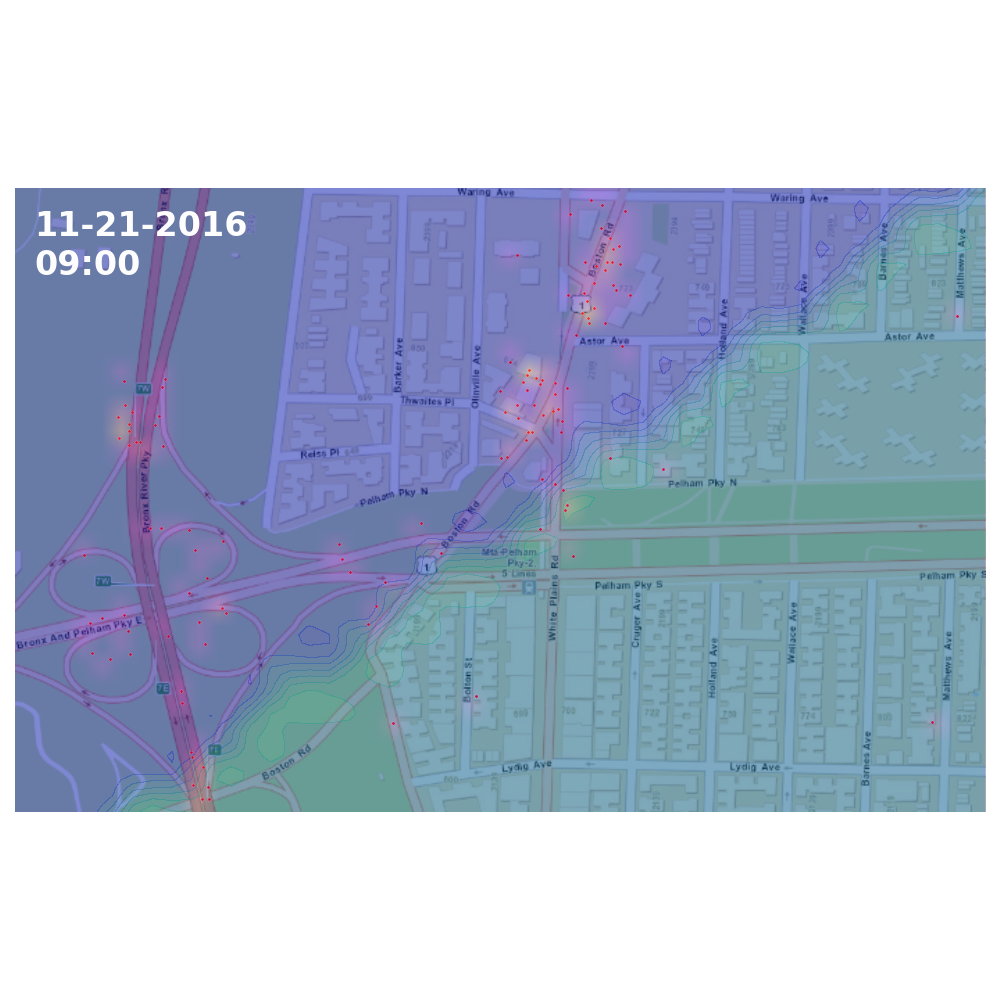 11-21-2016
09:00
Waring Ave
Waring Ave
Boston Rd
Barnes Ave
Matthews Ave
Wallace Ave
Holland Ave
Astor Ave
Astor Ave
Barker Ave
Olinville Ave
Thwaites Pl
Reiss Pl
Pelham Pky N
Pelham Pky N
Boston Rd
Bronx River Pky
7W
7W
1
Mta-Pelham
Pky-2,
5 Lines
White Plains Rd
Pelham Pky S
Pelham Pky S
Bronx And Pelham Pky E
7E
Cruger Ave
Holland Ave
Wallace Ave
Matthews Ave
Bolton St
Boston Rd
Lydig Ave
Lydig Ave
Barnes Ave